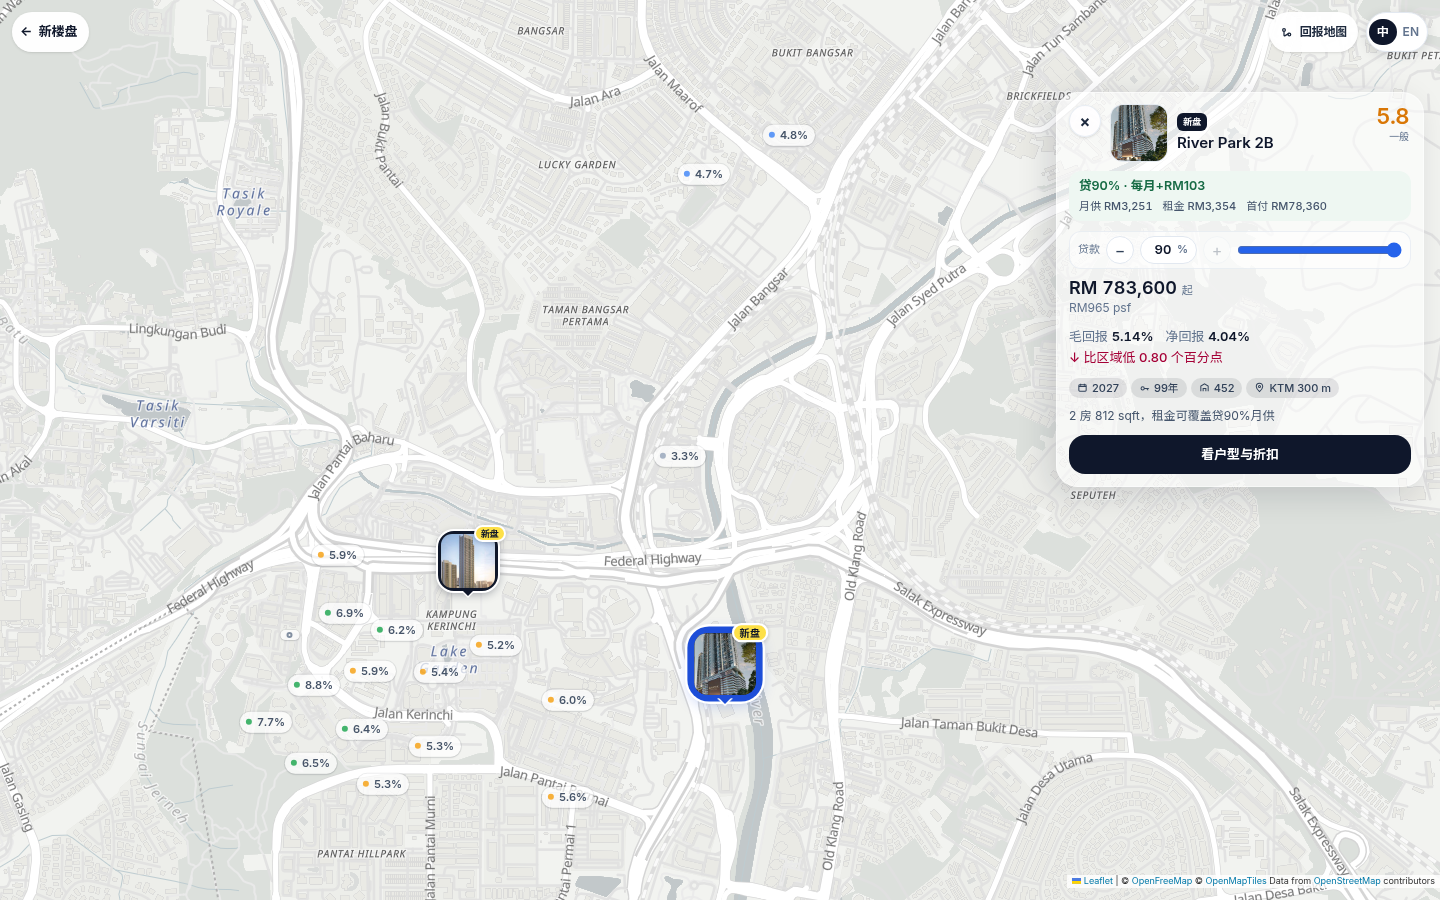 新楼盘
回报地图
中 EN
BANGSAR
BUKIT BANGSAR
Jalan Maarof
Jalan Ara
Jalan Bukit Pantai
Jalan Tun Samban
BUKIT PET
BRICKFIELDS
4.8%
LUCKY GARDEN
4.7%
Tasik
Royale
TAMAN BANGSAR
PERTAMA
Jalan Bangsar
Jalan Syed Putra
Lingkungan Budi
Batu
Tasik
Varsiti
Jalan Pantai Baharu
n Akal
3.3%
SEPUTEH
新盘
River Park 2B
5.8
一般
贷90% · 每月+RM103
月供 RM3,251 租金 RM3,354 首付 RM78,360
贷款 − 90 % +
RM 783,600 起
RM965 psf
毛回报 5.14% 净回报 4.04%
↓ 比区域低 0.80 个百分点
2027 99年 452 KTM 300 m
2 房 812 sqft，租金可覆盖贷90%月供
看户型与折扣
新盘
5.9%
Federal Highway
Federal Highway
Old Klang Road
Salak Expressway
6.9%
KAMPUNG
KERINCHI
6.2%
5.2%
新盘
Lake
5.9%
5.4%
8.8%
6.0%
7.7%
Jalan Kerinchi
6.4%
Jalan Taman Bukit Desa
5.3%
6.5%
Jalan Desa Utama
5.3%
5.6%
Sungai Jerneh
Jalan Gasing
Salak Expressway
Old Klang Road
Jalan Pantai Murni
PANTAI HILLPARK
ntai Permai 1
Leaflet | © OpenFreeMap © OpenMapTiles Data from OpenStreetMap contributors